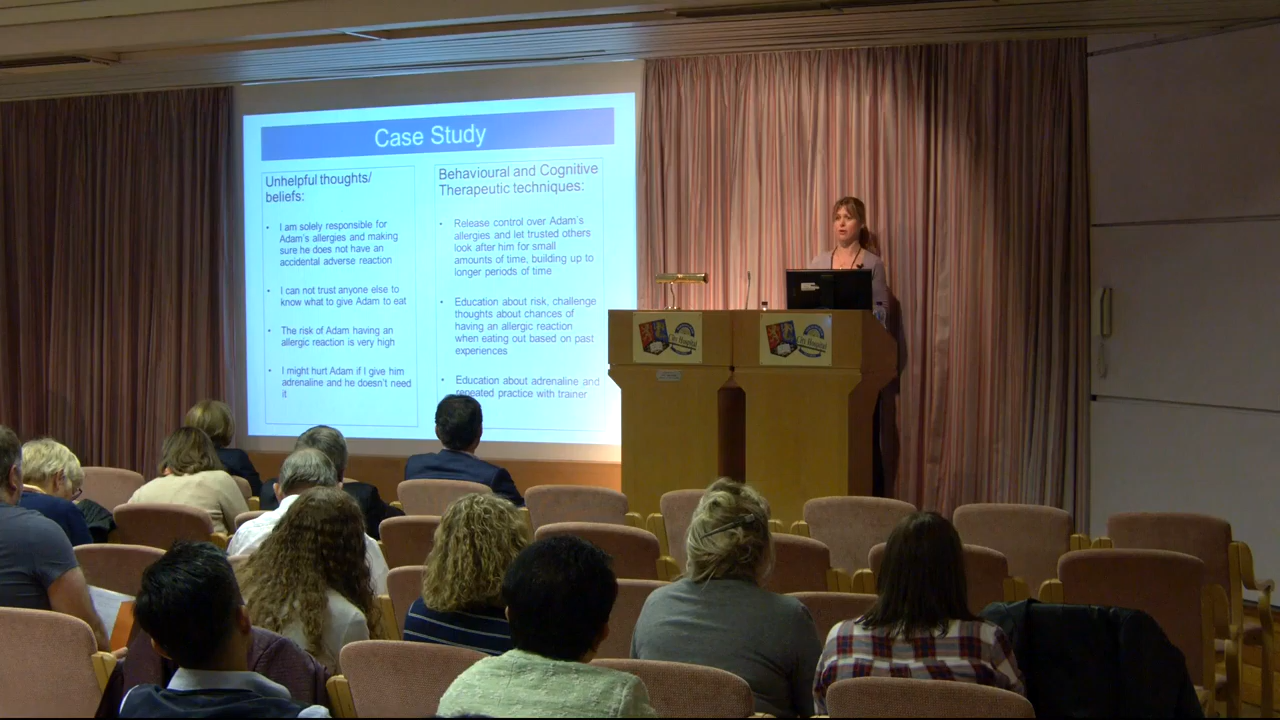 Case Study
Unhelpful thoughts/
beliefs:
• I am solely responsible for
Adam's allergies and making
sure he does not have an
accidental adverse reaction
• I can not trust anyone else to
know what to give Adam to eat
• The risk of Adam having an
allergic reaction is very high
• I might hurt Adam if I give him
adrenaline and he doesn't need
it
Behavioural and Cognitive
Therapeutic techniques:
• Release control over Adam's
allergies and let trusted others
look after him for small
amounts of time, building up to
longer periods of time
• Education about risk, challenge
thoughts about chances of
having an allergic reaction
when eating out based on past
experiences
• Education about adrenaline and
repeated practice with trainer
City Hospital
City Hospital